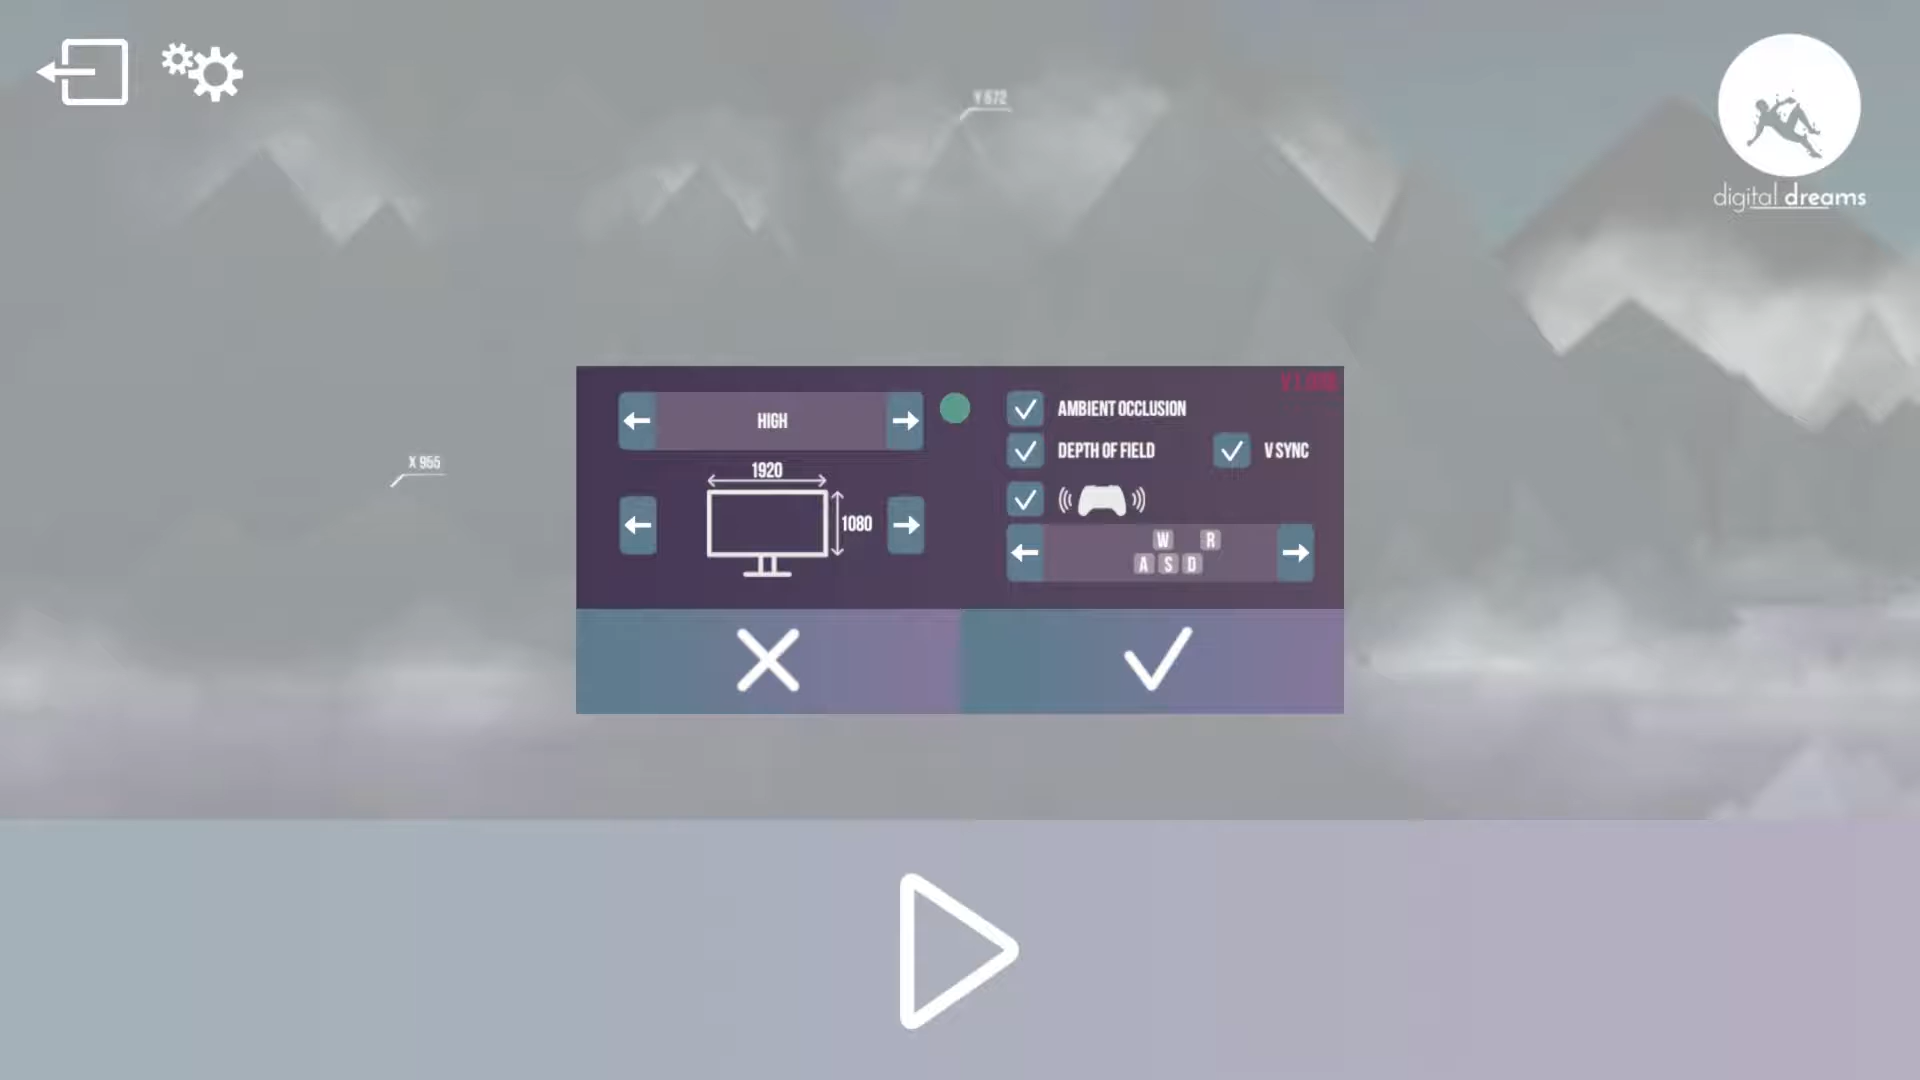 Y 672
digital dreams
HIGH
AMBIENT OCCLUSION
DEPTH OF FIELD
V SYNC
X 955
1920
1080
W R
A S D